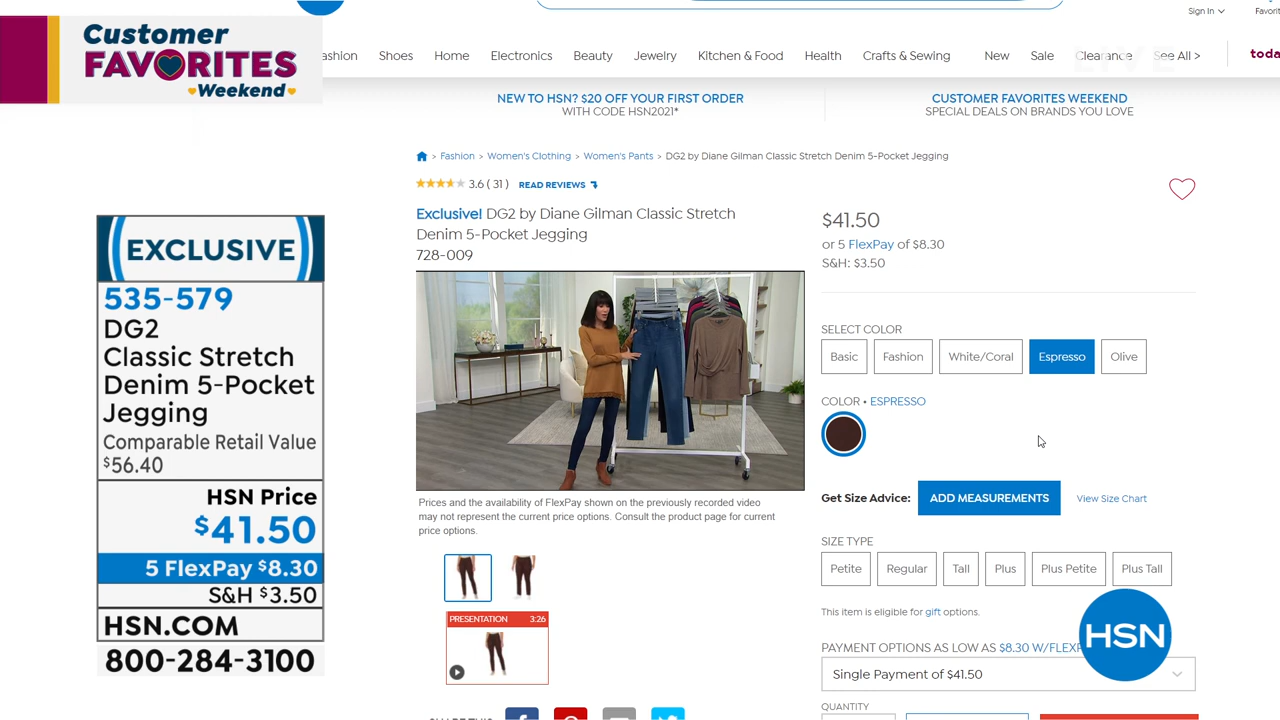 Customer
FAVORITES
Weekend
Sign In
Fashion Shoes Home Electronics Beauty Jewelry Kitchen & Food Health Crafts & Sewing New Sale Clearance See All >
NEW TO HSN? $20 OFF YOUR FIRST ORDER
WITH CODE HSN2021*
CUSTOMER FAVORITES WEEKEND
SPECIAL DEALS ON BRANDS YOU LOVE
> Fashion > Women's Clothing > Women's Pants > DG2 by Diane Gilman Classic Stretch Denim 5-Pocket Jegging
3.6 ( 31 ) READ REVIEWS
Exclusive! DG2 by Diane Gilman Classic Stretch
Denim 5-Pocket Jegging
728-009
EXCLUSIVE
535-579
DG2
Classic Stretch
Denim 5-Pocket
Jegging
Comparable Retail Value
$56.40
HSN Price
$41.50
5 FlexPay $8.30
S&H $3.50
HSN.COM
800-284-3100
Prices and the availability of FlexPay shown on the previously recorded video
may not represent the current price options. Consult the product page for current
price options.
PRESENTATION 3:26
$41.50
or 5 FlexPay of $8.30
S&H: $3.50
SELECT COLOR
Basic Fashion White/Coral Espresso Olive
COLOR • ESPRESSO
Get Size Advice: ADD MEASUREMENTS View Size Chart
SIZE TYPE
Petite Regular Tall Plus Plus Petite Plus Tall
This item is eligible for gift options.
HSN
PAYMENT OPTIONS AS LOW AS $8.30 W/FLEXP
Single Payment of $41.50
QUANTITY